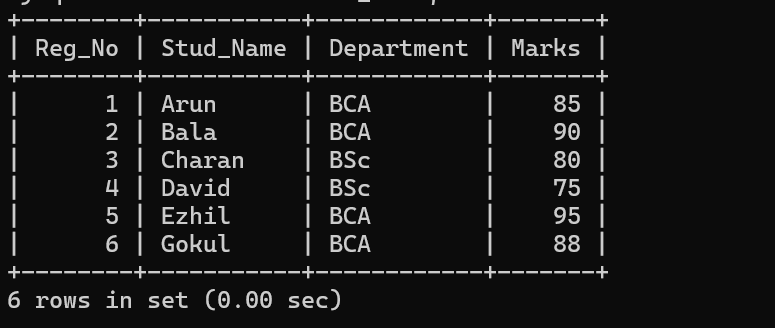 +--------+-----------+------------+-------+
| Reg_No | Stud_Name | Department | Marks |
+--------+-----------+------------+-------+
|      1 | Arun      | BCA        |    85 |
|      2 | Bala      | BCA        |    90 |
|      3 | Charan    | BSc        |    80 |
|      4 | David     | BSc        |    75 |
|      5 | Ezhil     | BCA        |    95 |
|      6 | Gokul     | BCA        |    88 |
+--------+-----------+------------+-------+
6 rows in set (0.00 sec)